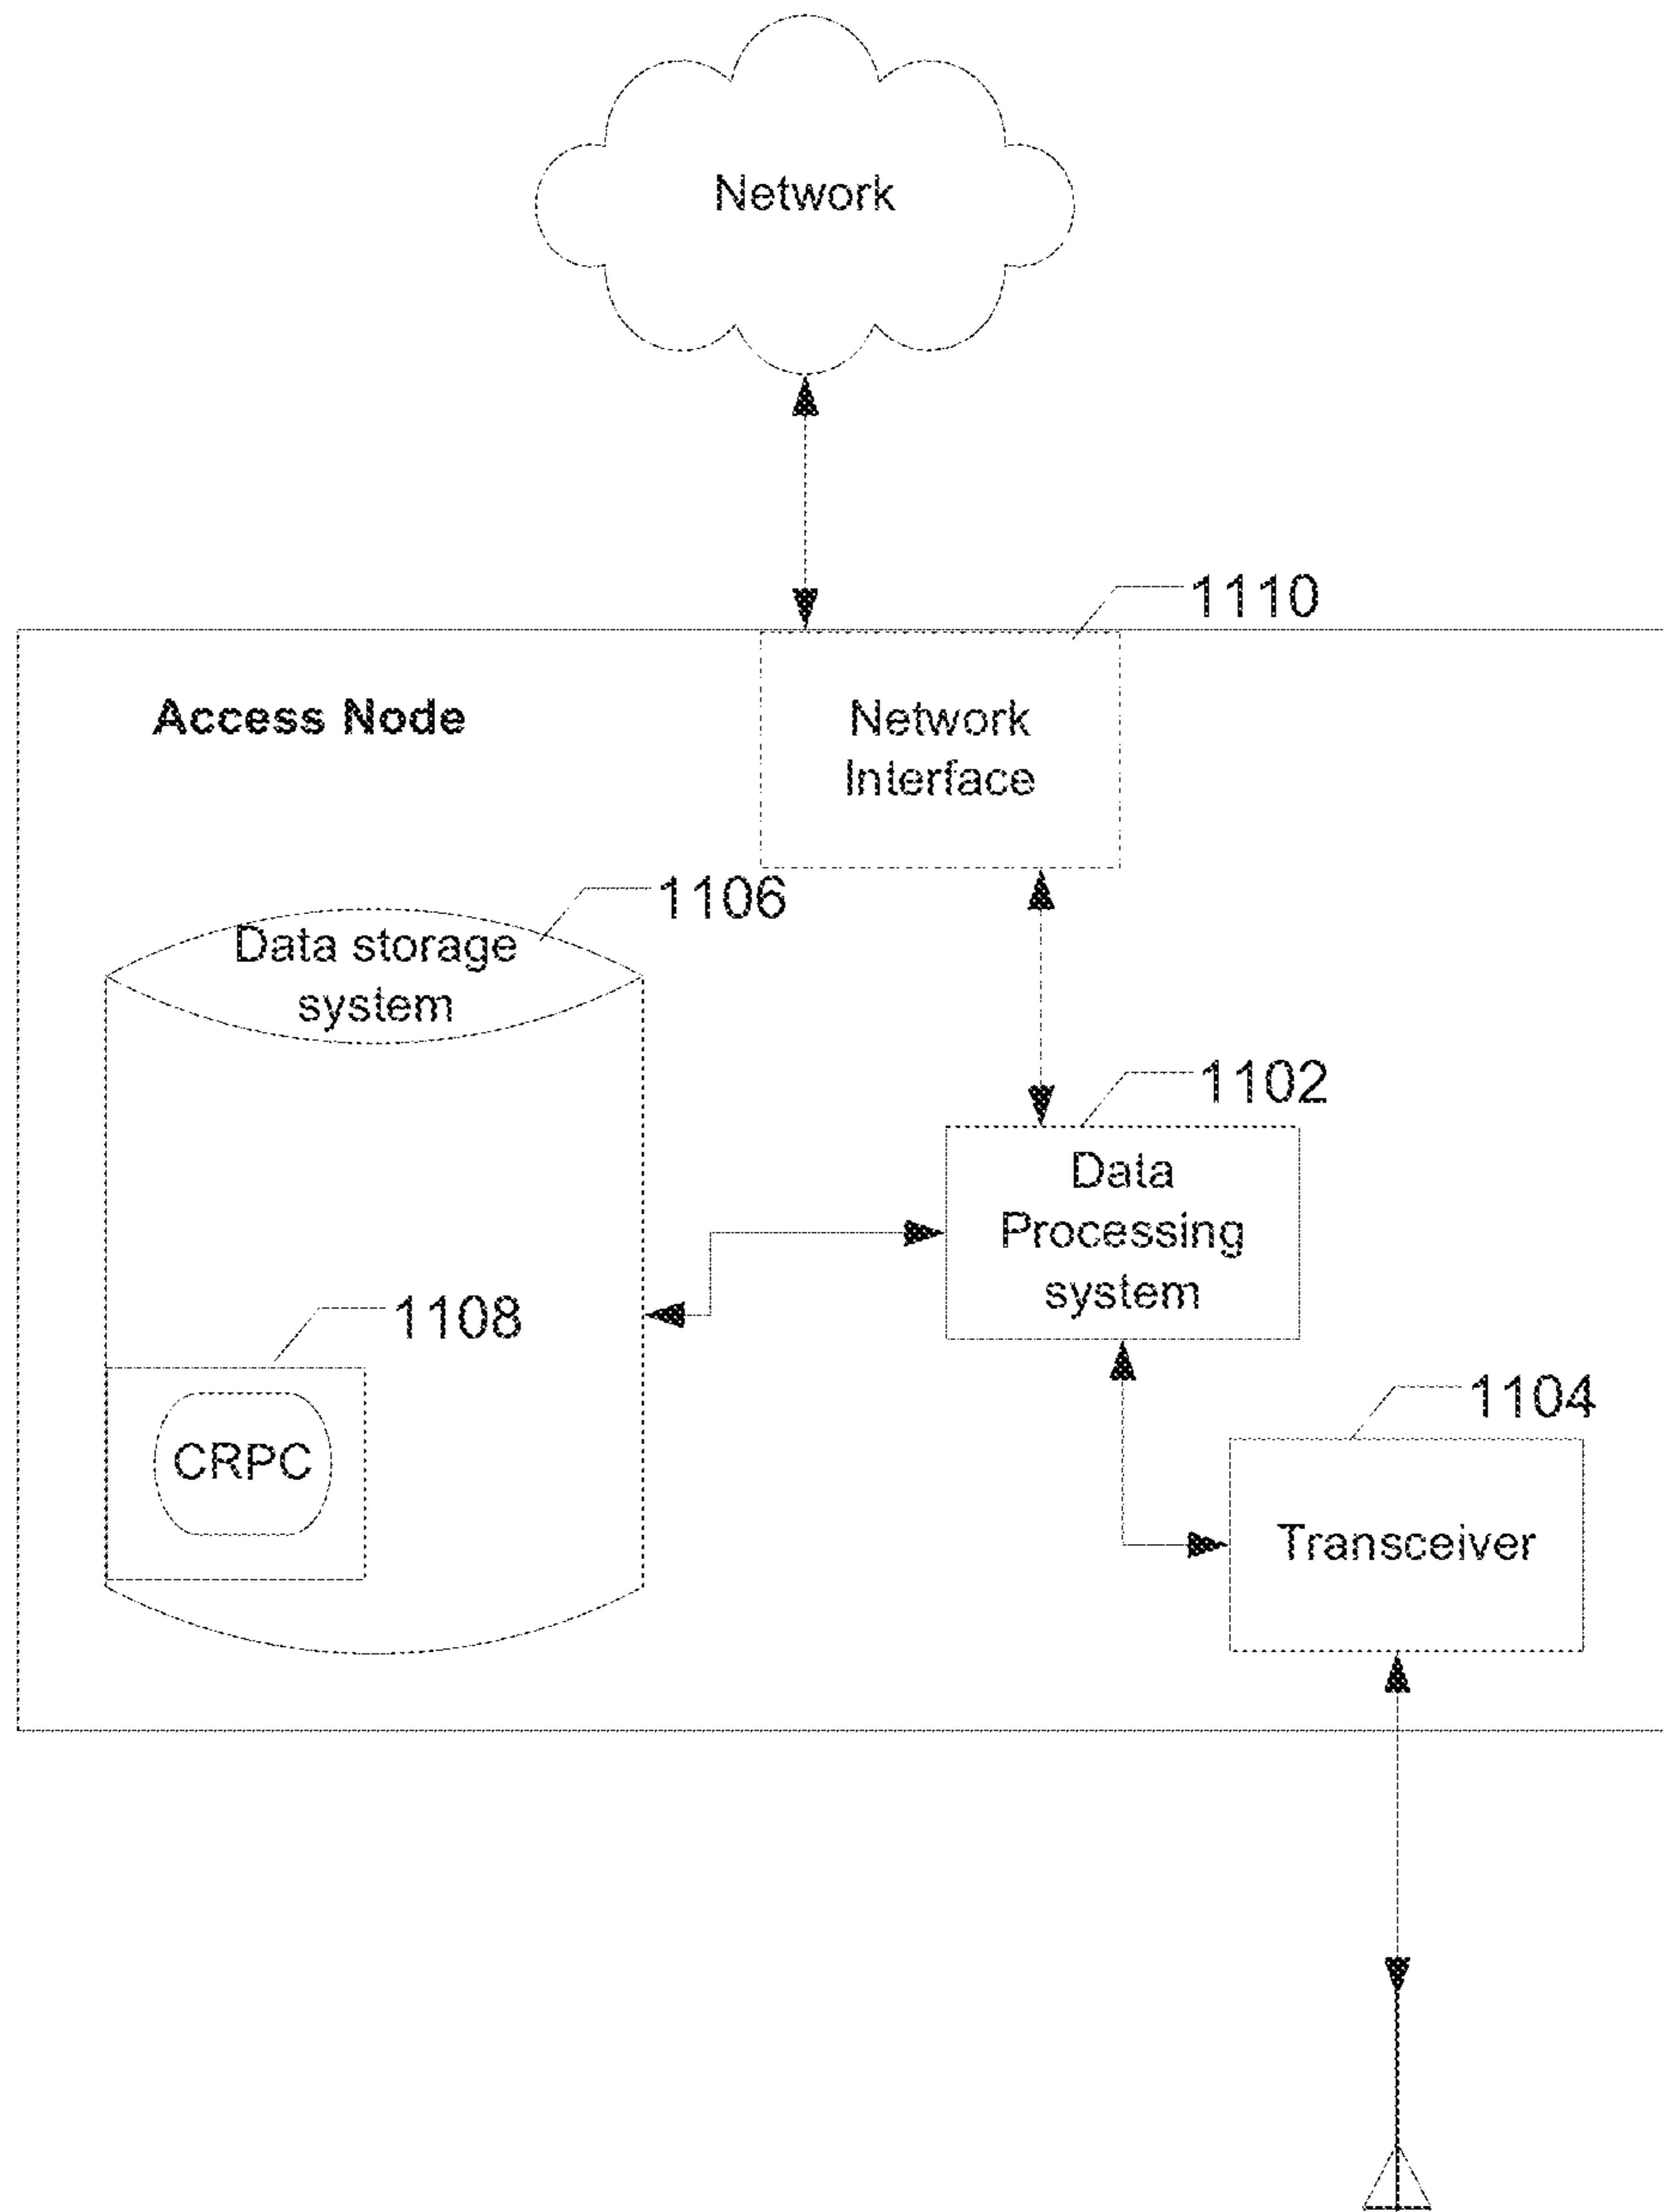 Network
1110
Access Node
Network
Interface
1106
Data storage
system
1102
Data
Processing
system
1108
CRPC
1104
Transceiver